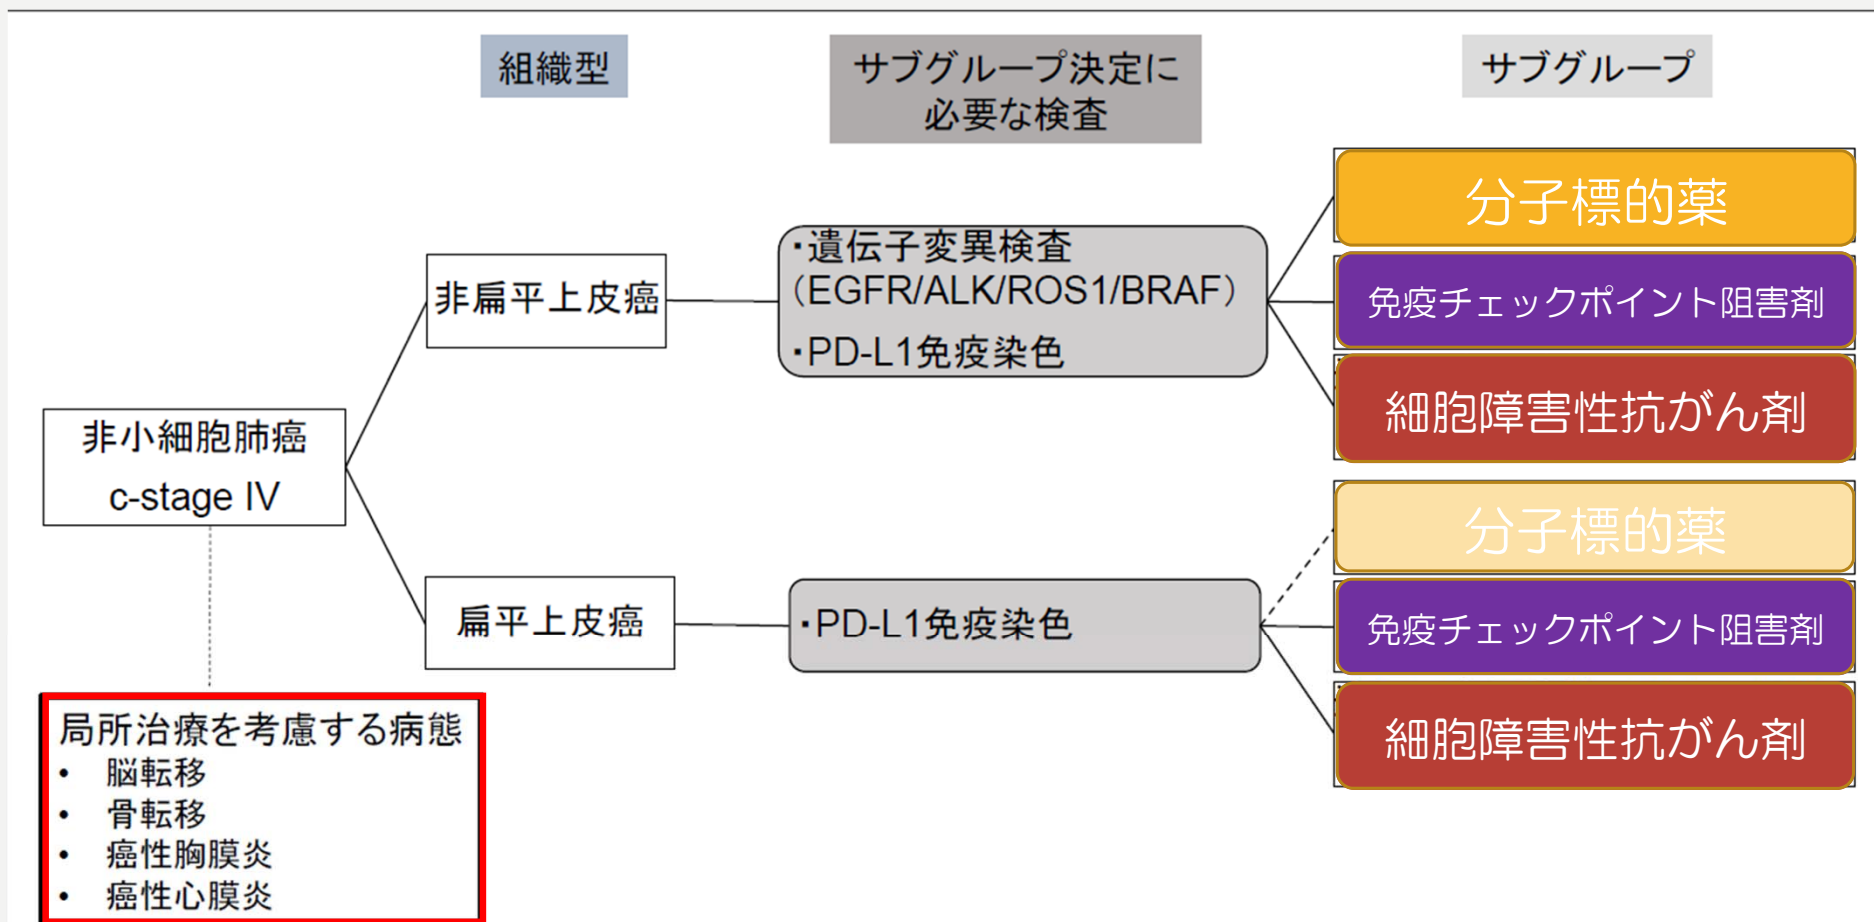 組織型
サブグループ決定に
必要な検査
サブグループ
非小細胞肺癌
c-stage IV
非扁平上皮癌
・遺伝子変異検査
（EGFR/ALK/ROS1/BRAF）
・PD-L1免疫染色
分子標的薬
免疫チェックポイント阻害剤
細胞障害性抗がん剤
扁平上皮癌
・PD-L1免疫染色
分子標的薬
免疫チェックポイント阻害剤
細胞障害性抗がん剤
局所治療を考慮する病態
• 脳転移
• 骨転移
• 癌性胸膜炎
• 癌性心膜炎